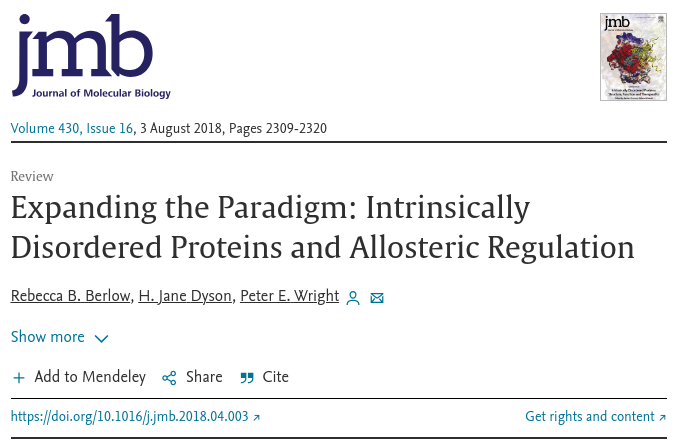 jmb
Journal of Molecular Biology
jmb
Volume 430, Issue 16, 3 August 2018, Pages 2309-2320
Review
Expanding the Paradigm: Intrinsically
Disordered Proteins and Allosteric Regulation
Rebecca B. Berlow, H. Jane Dyson, Peter E. Wright
Show more
Add to Mendeley Share Cite
https://doi.org/10.1016/j.jmb.2018.04.003 ↗ Get rights and content ↗